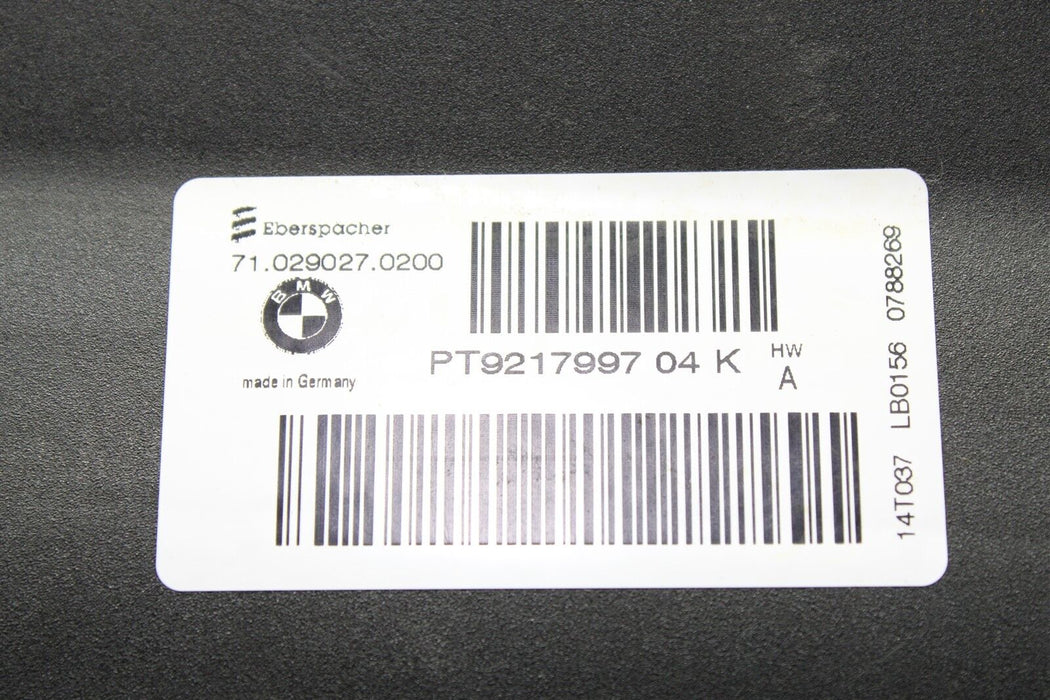 Eberspächer
71.029027.0200
BMW
made in Germany
PT9217997 04 K
HW
A
14T037 LB0156 0788269